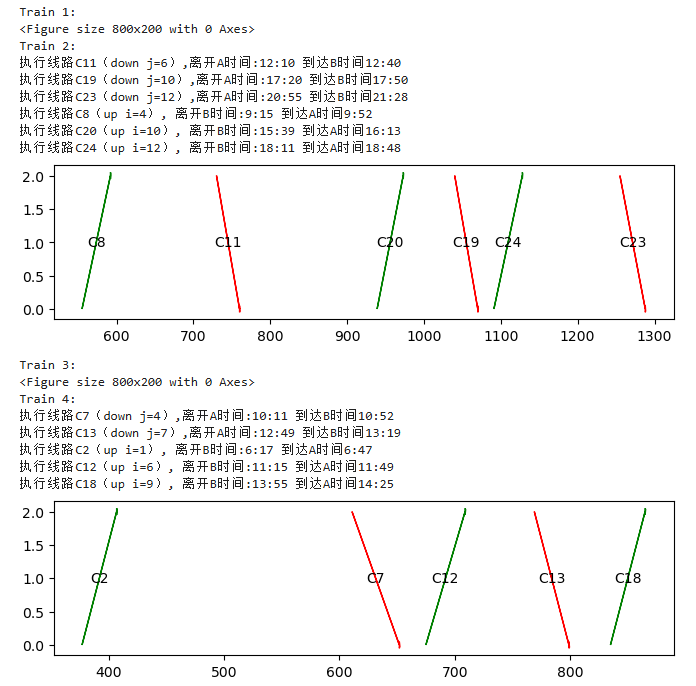 Train 1:
<Figure size 800x200 with 0 Axes>
Train 2:
执行线路C11（down j=6）,离开A时间:12:10 到达B时间12:40
执行线路C19（down j=10）,离开A时间:17:20 到达B时间17:50
执行线路C23（down j=12）,离开A时间:20:55 到达B时间21:28
执行线路C8（up i=4）, 离开B时间:9:15 到达A时间9:52
执行线路C20（up i=10）, 离开B时间:15:39 到达A时间16:13
执行线路C24（up i=12）, 离开B时间:18:11 到达A时间18:48
2.0
1.5
1.0
0.5
0.0
C8 C11 C20 C19 C24 C23
600 700 800 900 1000 1100 1200 1300
Train 3:
<Figure size 800x200 with 0 Axes>
Train 4:
执行线路C7（down j=4）,离开A时间:10:11 到达B时间10:52
执行线路C13（down j=7）,离开A时间:12:49 到达B时间13:19
执行线路C2（up i=1）, 离开B时间:6:17 到达A时间6:47
执行线路C12（up i=6）, 离开B时间:11:15 到达A时间11:49
执行线路C18（up i=9）, 离开B时间:13:55 到达A时间14:25
2.0
1.5
1.0
0.5
0.0
C2 C7 C12 C13 C18
400 500 600 700 800